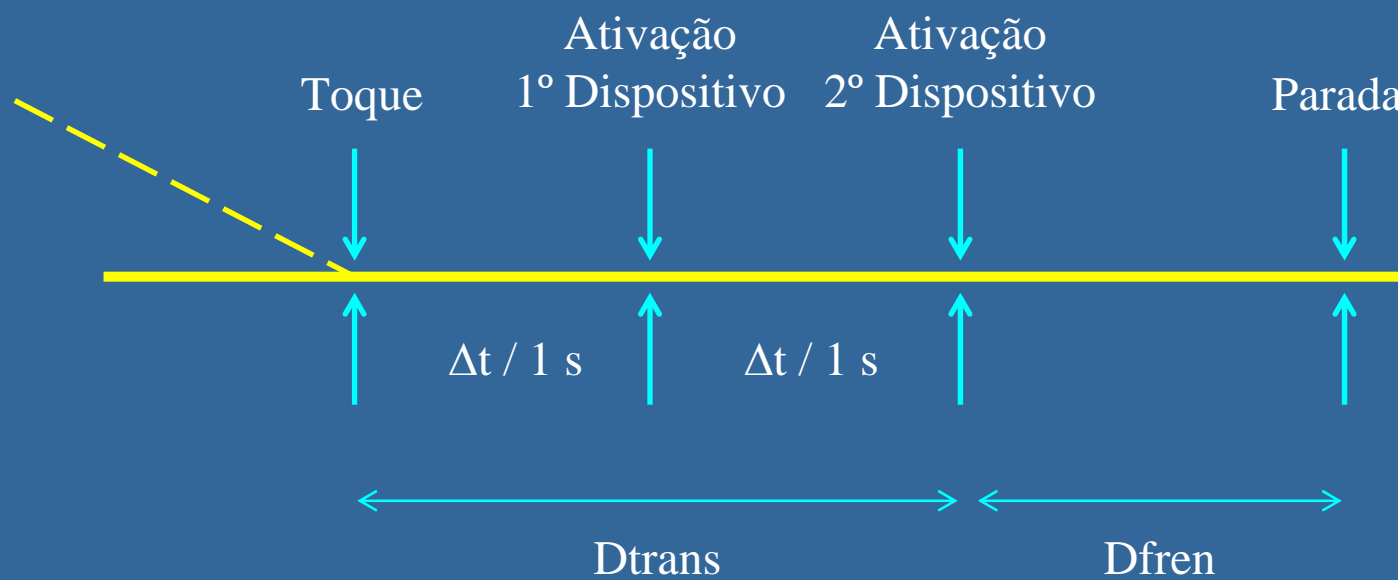 Toque
Ativação
1º Dispositivo
Ativação
2º Dispositivo
Parada
Δt / 1 s
Δt / 1 s
Dtrans
Dfren